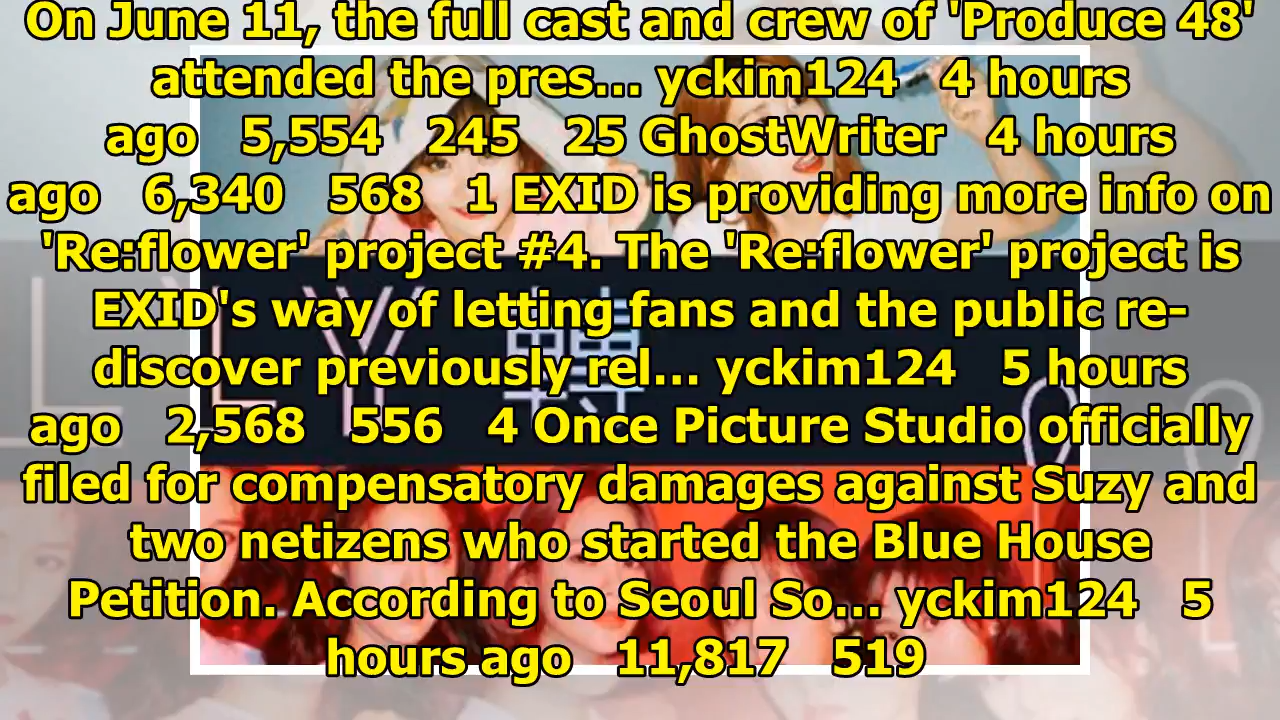 On June 11, the full cast and crew of 'Produce 48'
attended the pres... yckim124 4 hours
ago 5,554 245 25 GhostWriter 4 hours
ago 6,340 568 1 EXID is providing more info on
'Re:flower' project #4. The 'Re:flower' project is
EXID's way of letting fans and the public re-
discover previously rel... yckim124 5 hours
ago 2,568 556 4 Once Picture Studio officially
filed for compensatory damages against Suzy and
two netizens who started the Blue House
Petition. According to Seoul So... yckim124 5
hours ago 11,817 519